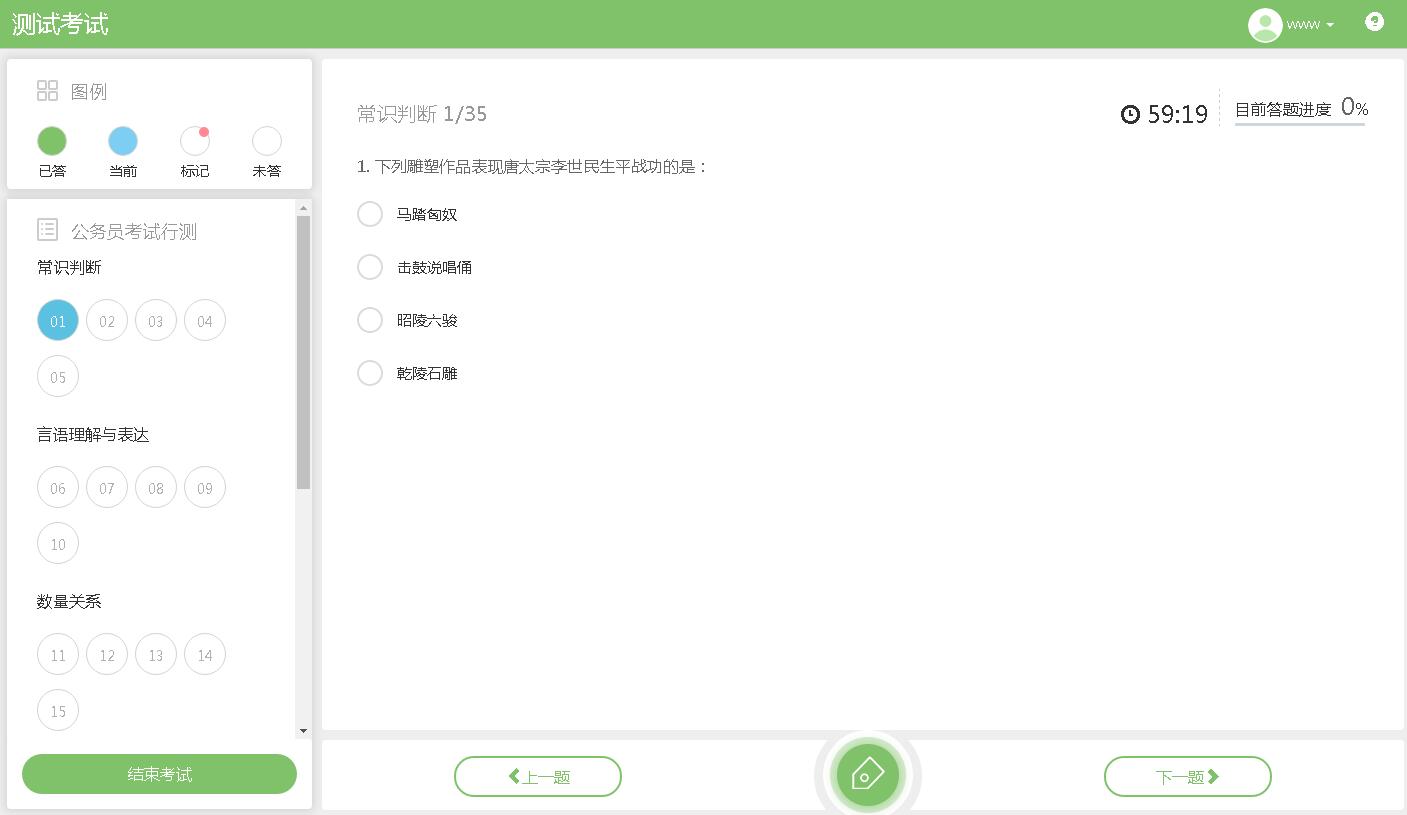 测试考试
www
图例
已答 当前 标记 未答
公务员考试行测
常识判断
01 02 03 04
05
言语理解与表达
06 07 08 09
10
数量关系
11 12 13 14
15
结束考试
常识判断 1/35
59:19
目前答题进度 0%
1. 下列雕塑作品表现唐太宗李世民生平战功的是：
马踏匈奴
击鼓说唱俑
昭陵六骏
乾陵石雕
上一题
下一题